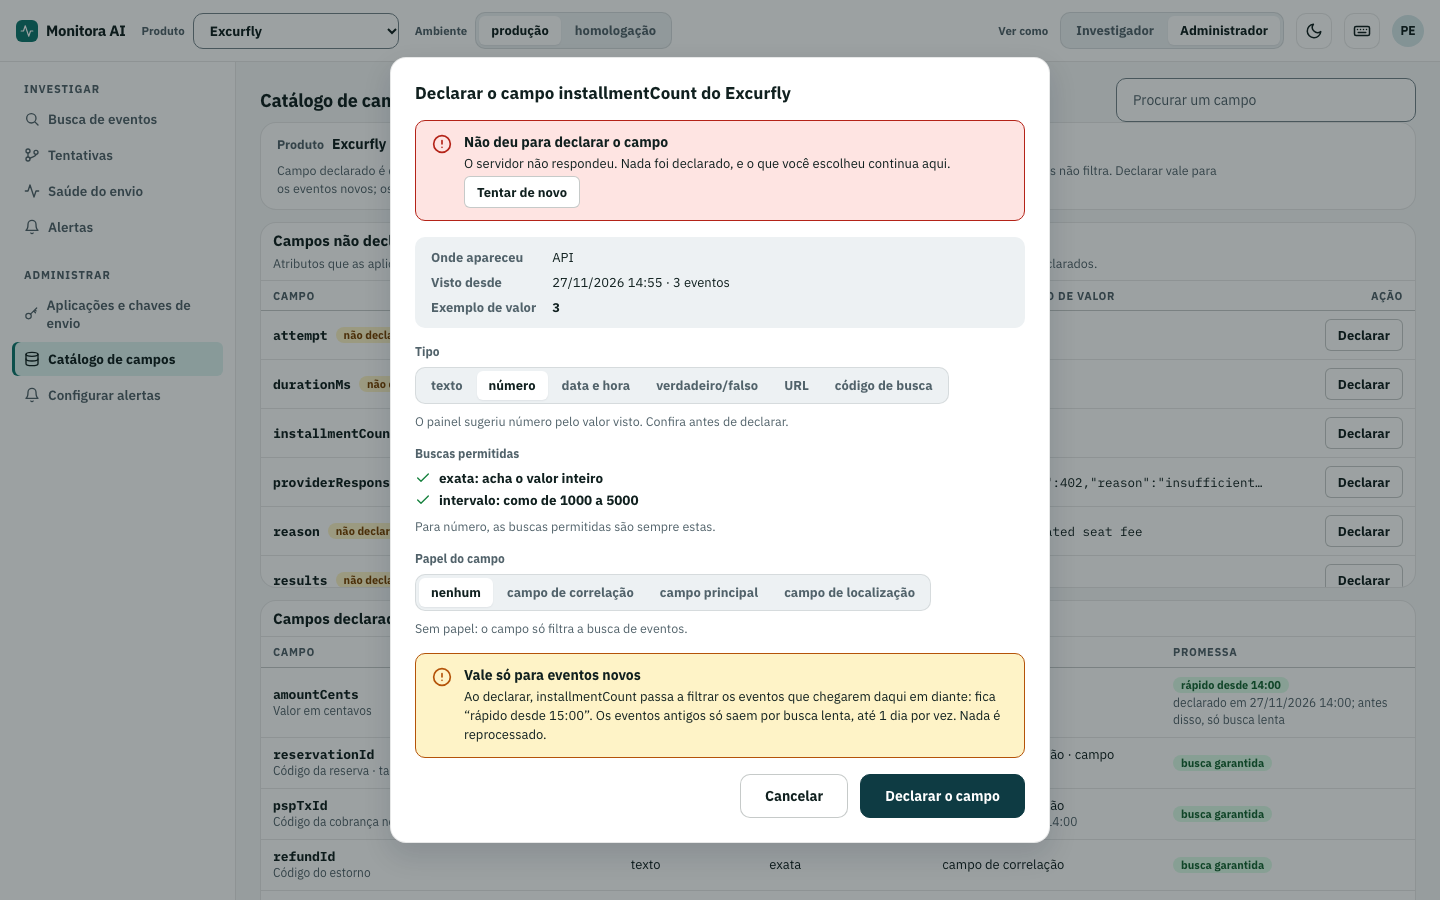 Monitora AI
Produto
Excurfly
Ambiente
produção
homologação
Ver como
Investigador
Administrador
PE
INVESTIGAR
Busca de eventos
Tentativas
Saúde do envio
Alertas
ADMINISTRAR
Aplicações e chaves de
envio
Catálogo de campos
Configurar alertas
Catálogo de can
Procurar um campo
Produto Excurfly
Campo declarado é
s não filtra. Declarar vale para
os eventos novos; os
Campos não decl
Atributos que as apli
clarados.
CAMPO
O DE VALOR
AÇÃO
attempt
não decla
Declarar
durationMs
não
Declarar
installmentCoun
Declarar
providerRespons
":402,"reason":"insufficient…
Declarar
reason
não declar
ated seat fee
Declarar
results
não decla
Declarar
Campos declarad
CAMPO
PROMESSA
amountCents
Valor em centavos
rápido desde 14:00
declarado em 27/11/2026 14:00; antes
disso, só busca lenta
reservationId
Código da reserva · ta
ão · campo
busca garantida
pspTxId
Código da cobrança n
ão
14:00
busca garantida
refundId
Código do estorno
texto
exata
campo de correlação
busca garantida
Declarar o campo installmentCount do Excurfly
Não deu para declarar o campo
O servidor não respondeu. Nada foi declarado, e o que você escolheu continua aqui.
Tentar de novo
Onde apareceu API
Visto desde 27/11/2026 14:55 · 3 eventos
Exemplo de valor 3
Tipo
texto número data e hora verdadeiro/falso URL código de busca
O painel sugeriu número pelo valor visto. Confira antes de declarar.
Buscas permitidas
exata: acha o valor inteiro
intervalo: como de 1000 a 5000
Para número, as buscas permitidas são sempre estas.
Papel do campo
nenhum campo de correlação campo principal campo de localização
Sem papel: o campo só filtra a busca de eventos.
Vale só para eventos novos
Ao declarar, installmentCount passa a filtrar os eventos que chegarem daqui em diante: fica
“rápido desde 15:00”. Os eventos antigos só saem por busca lenta, até 1 dia por vez. Nada é
reprocessado.
Cancelar
Declarar o campo